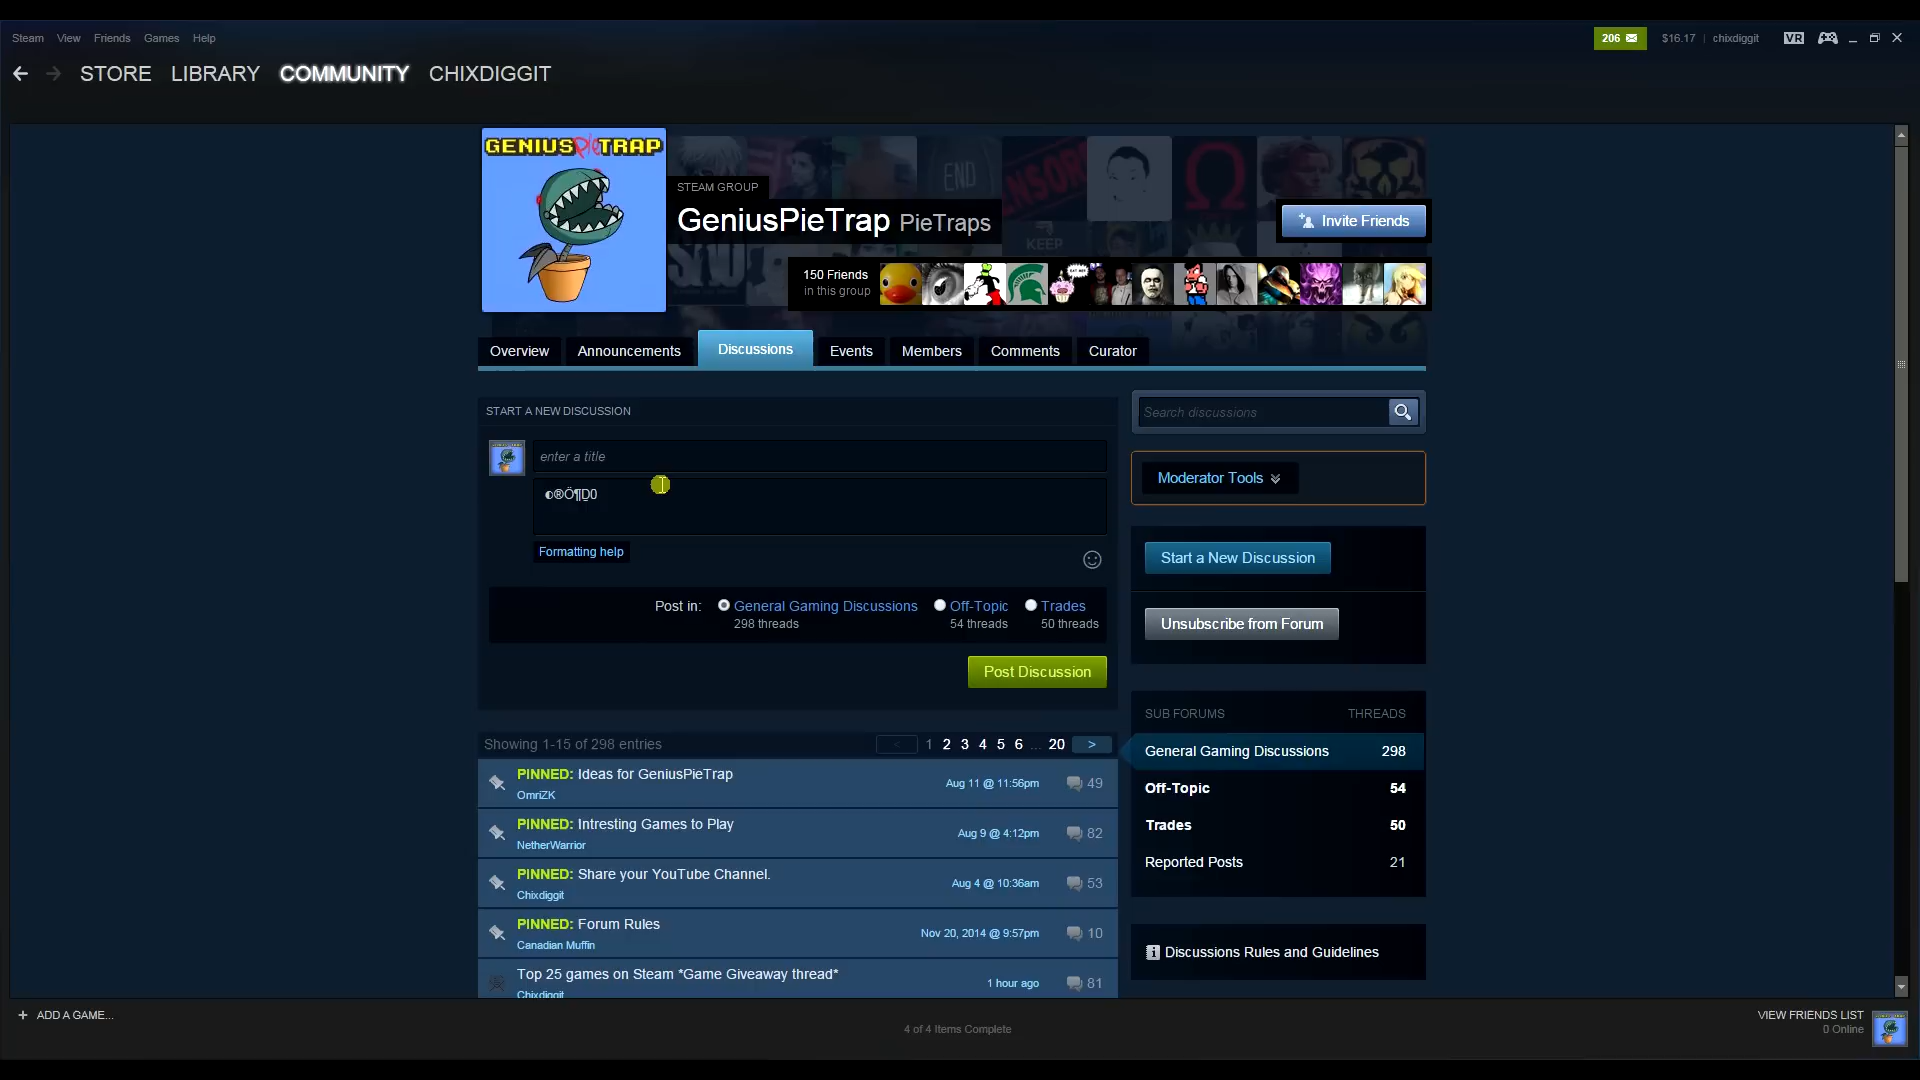 Steam View Friends Games Help
206 $16.17 | chixdiggit VR
STORE LIBRARY COMMUNITY CHIXDIGGIT
GENIUS Pie TRAP
STEAM GROUP
GeniusPieTrap PieTraps
END
KEEP
Invite Friends
150 Friends
in this group
Overview Announcements Discussions Events Members Comments Curator
START A NEW DISCUSSION
enter a title
◐®Ö¶D0
Formatting help
Post in: General Gaming Discussions Off-Topic Trades
298 threads 54 threads 50 threads
Post Discussion
Search discussions
Moderator Tools
Start a New Discussion
Unsubscribe from Forum
SUB FORUMS THREADS
General Gaming Discussions 298
Off-Topic 54
Trades 50
Reported Posts 21
Discussions Rules and Guidelines
Showing 1-15 of 298 entries < 1 2 3 4 5 6 ... 20 >
PINNED: Ideas for GeniusPieTrap
OmriZK
Aug 11 @ 11:56pm 49
PINNED: Intresting Games to Play
NetherWarrior
Aug 9 @ 4:12pm 82
PINNED: Share your YouTube Channel.
Chixdiggit
Aug 4 @ 10:36am 53
PINNED: Forum Rules
Canadian Muffin
Nov 20, 2014 @ 9:57pm 10
Top 25 games on Steam *Game Giveaway thread*
Chixdiggit
1 hour ago 81
+ ADD A GAME...
4 of 4 Items Complete
VIEW FRIENDS LIST
0 Online